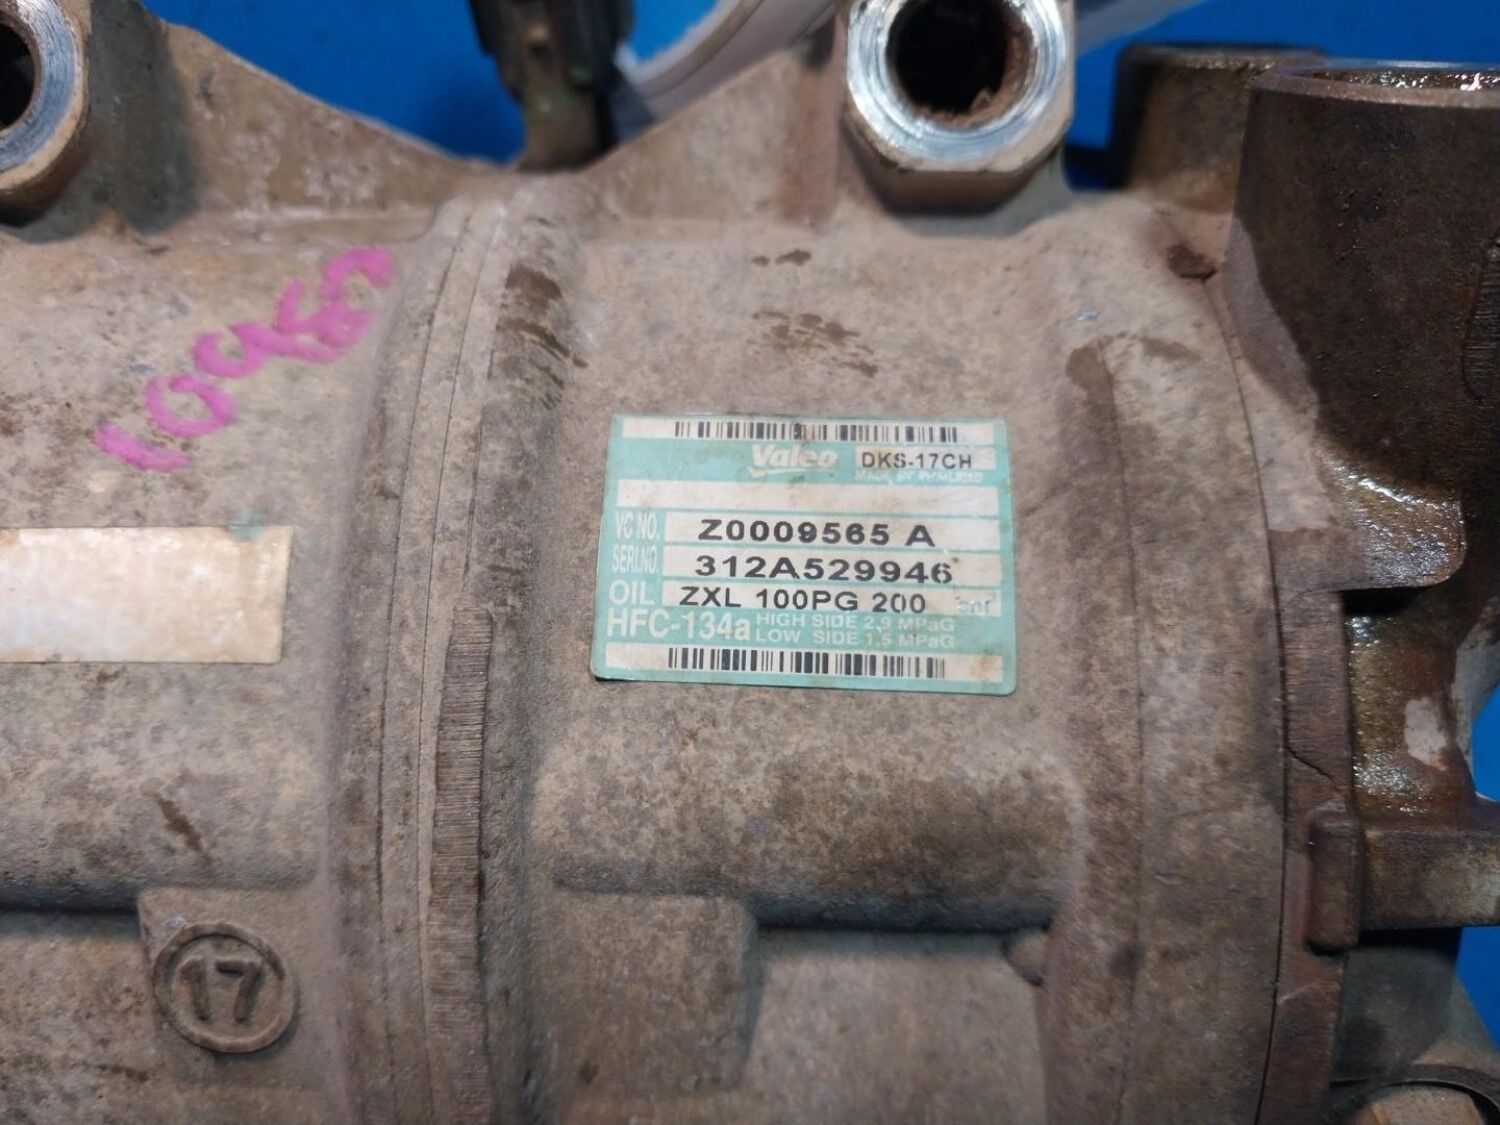 Valeo DKS-17CH
VC NO. Z0009565 A
SERI.NO. 312A529946
OIL ZXL 100PG 200
HFC-134a HIGH SIDE 2.9 MPaG
LOW SIDE 1.5 MPaG
17